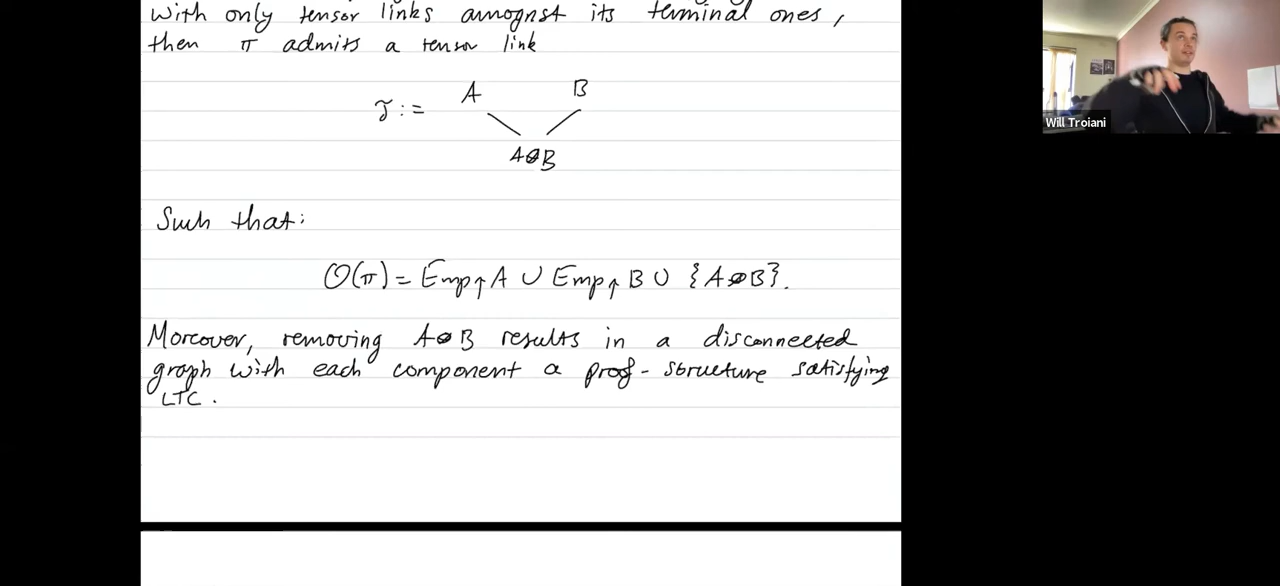 with only tensor links amognst its terminal ones,
then π admits a tensor link
τ := A B
A⊗B
Such that:
O(π) = Emp↑ A ∪ Emp↑ B ∪ {A⊗B}.
Moreover, removing A⊗B results in a disconnected
graph with each component a proof-structure satisfying
LTC.
Will Troiani